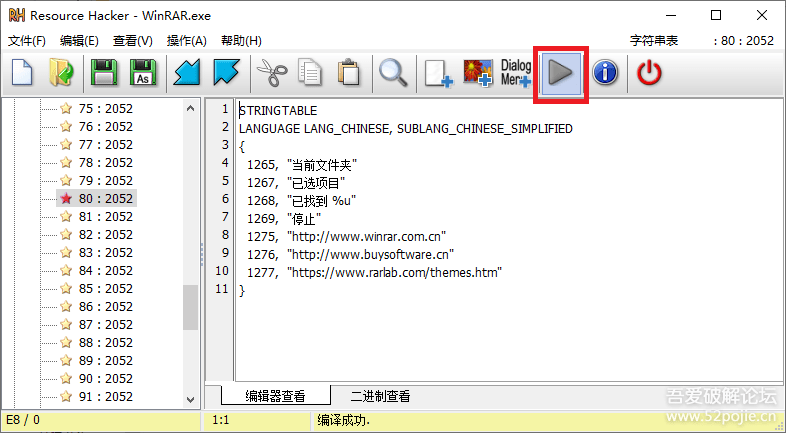 RH Resource Hacker - WinRAR.exe
文件(F) 编辑(E) 查看(V) 操作(A) 帮助(H) 字符串表 : 80 : 2052
As Dialog
Men
75 : 2052
76 : 2052
77 : 2052
78 : 2052
79 : 2052
80 : 2052
81 : 2052
82 : 2052
83 : 2052
84 : 2052
85 : 2052
86 : 2052
87 : 2052
88 : 2052
89 : 2052
90 : 2052
91 : 2052
1 STRINGTABLE
2 LANGUAGE LANG_CHINESE, SUBLANG_CHINESE_SIMPLIFIED
3 {
4 1265, "当前文件夹"
5 1267, "已选项目"
6 1268, "已找到 %u"
7 1269, "停止"
8 1275, "http://www.winrar.com.cn"
9 1276, "http://www.buysoftware.cn"
10 1277, "https://www.rarlab.com/themes.htm"
11 }
编辑器查看 二进制查看
E8 / 0 1:1 编译成功.
吾爱破解论坛
www.52pojie.cn